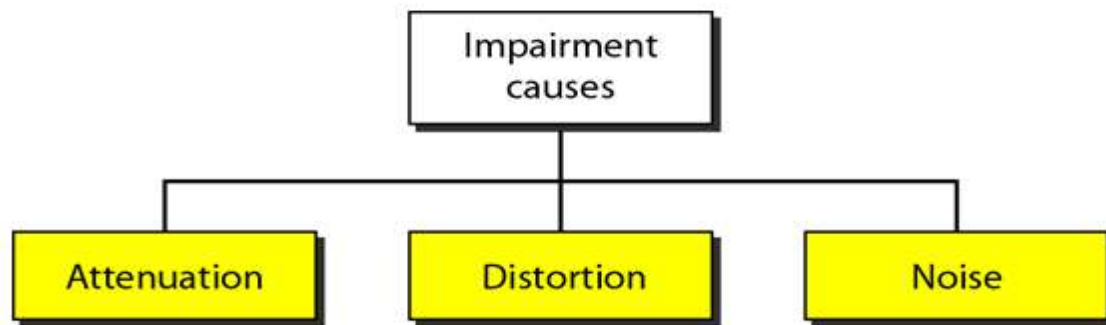 Impairment
causes
Attenuation
Distortion
Noise